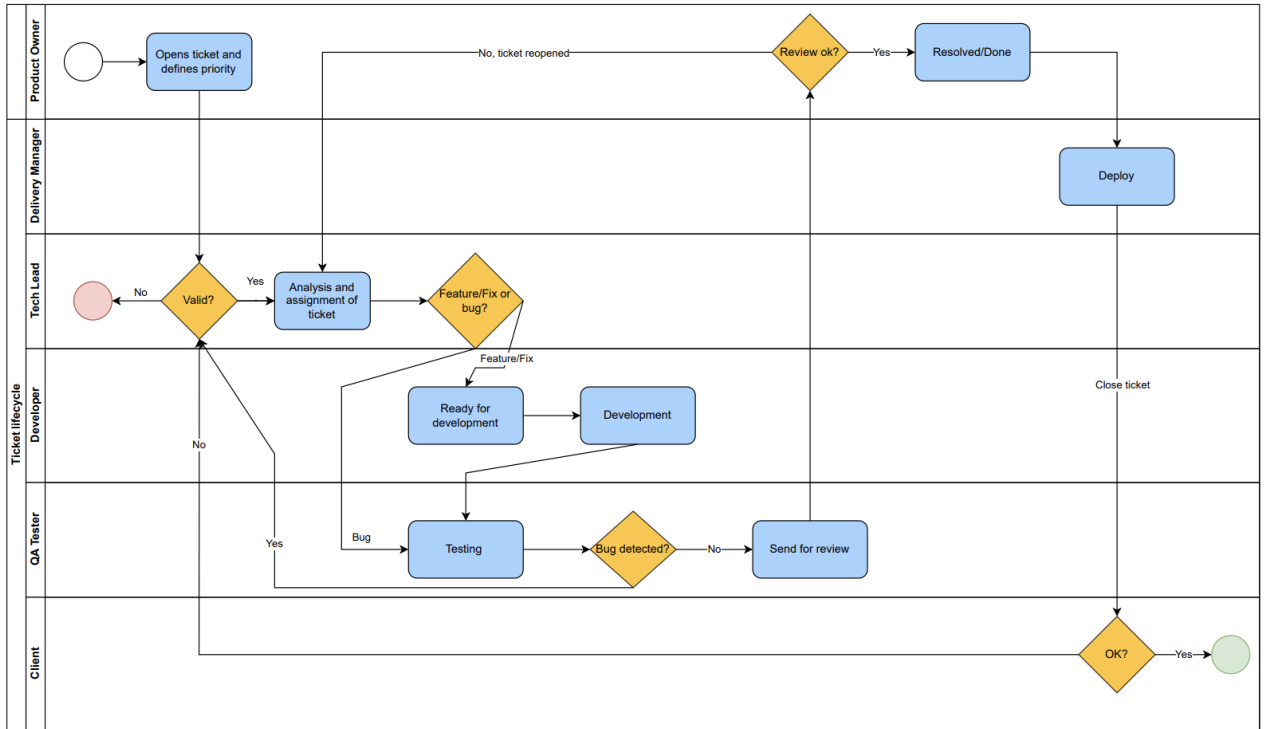 Ticket lifecycle
Product Owner
Opens ticket and
defines priority
No, ticket reopened
Review ok?
Yes
Resolved/Done
Delivery Manager
Deploy
Tech Lead
No
Valid?
Yes
Analysis and
assignment of
ticket
Feature/Fix or
bug?
Feature/Fix
Developer
Ready for
development
Development
Close ticket
No
QA Tester
Yes
Bug
Testing
Bug detected?
No
Send for review
Client
OK?
Yes